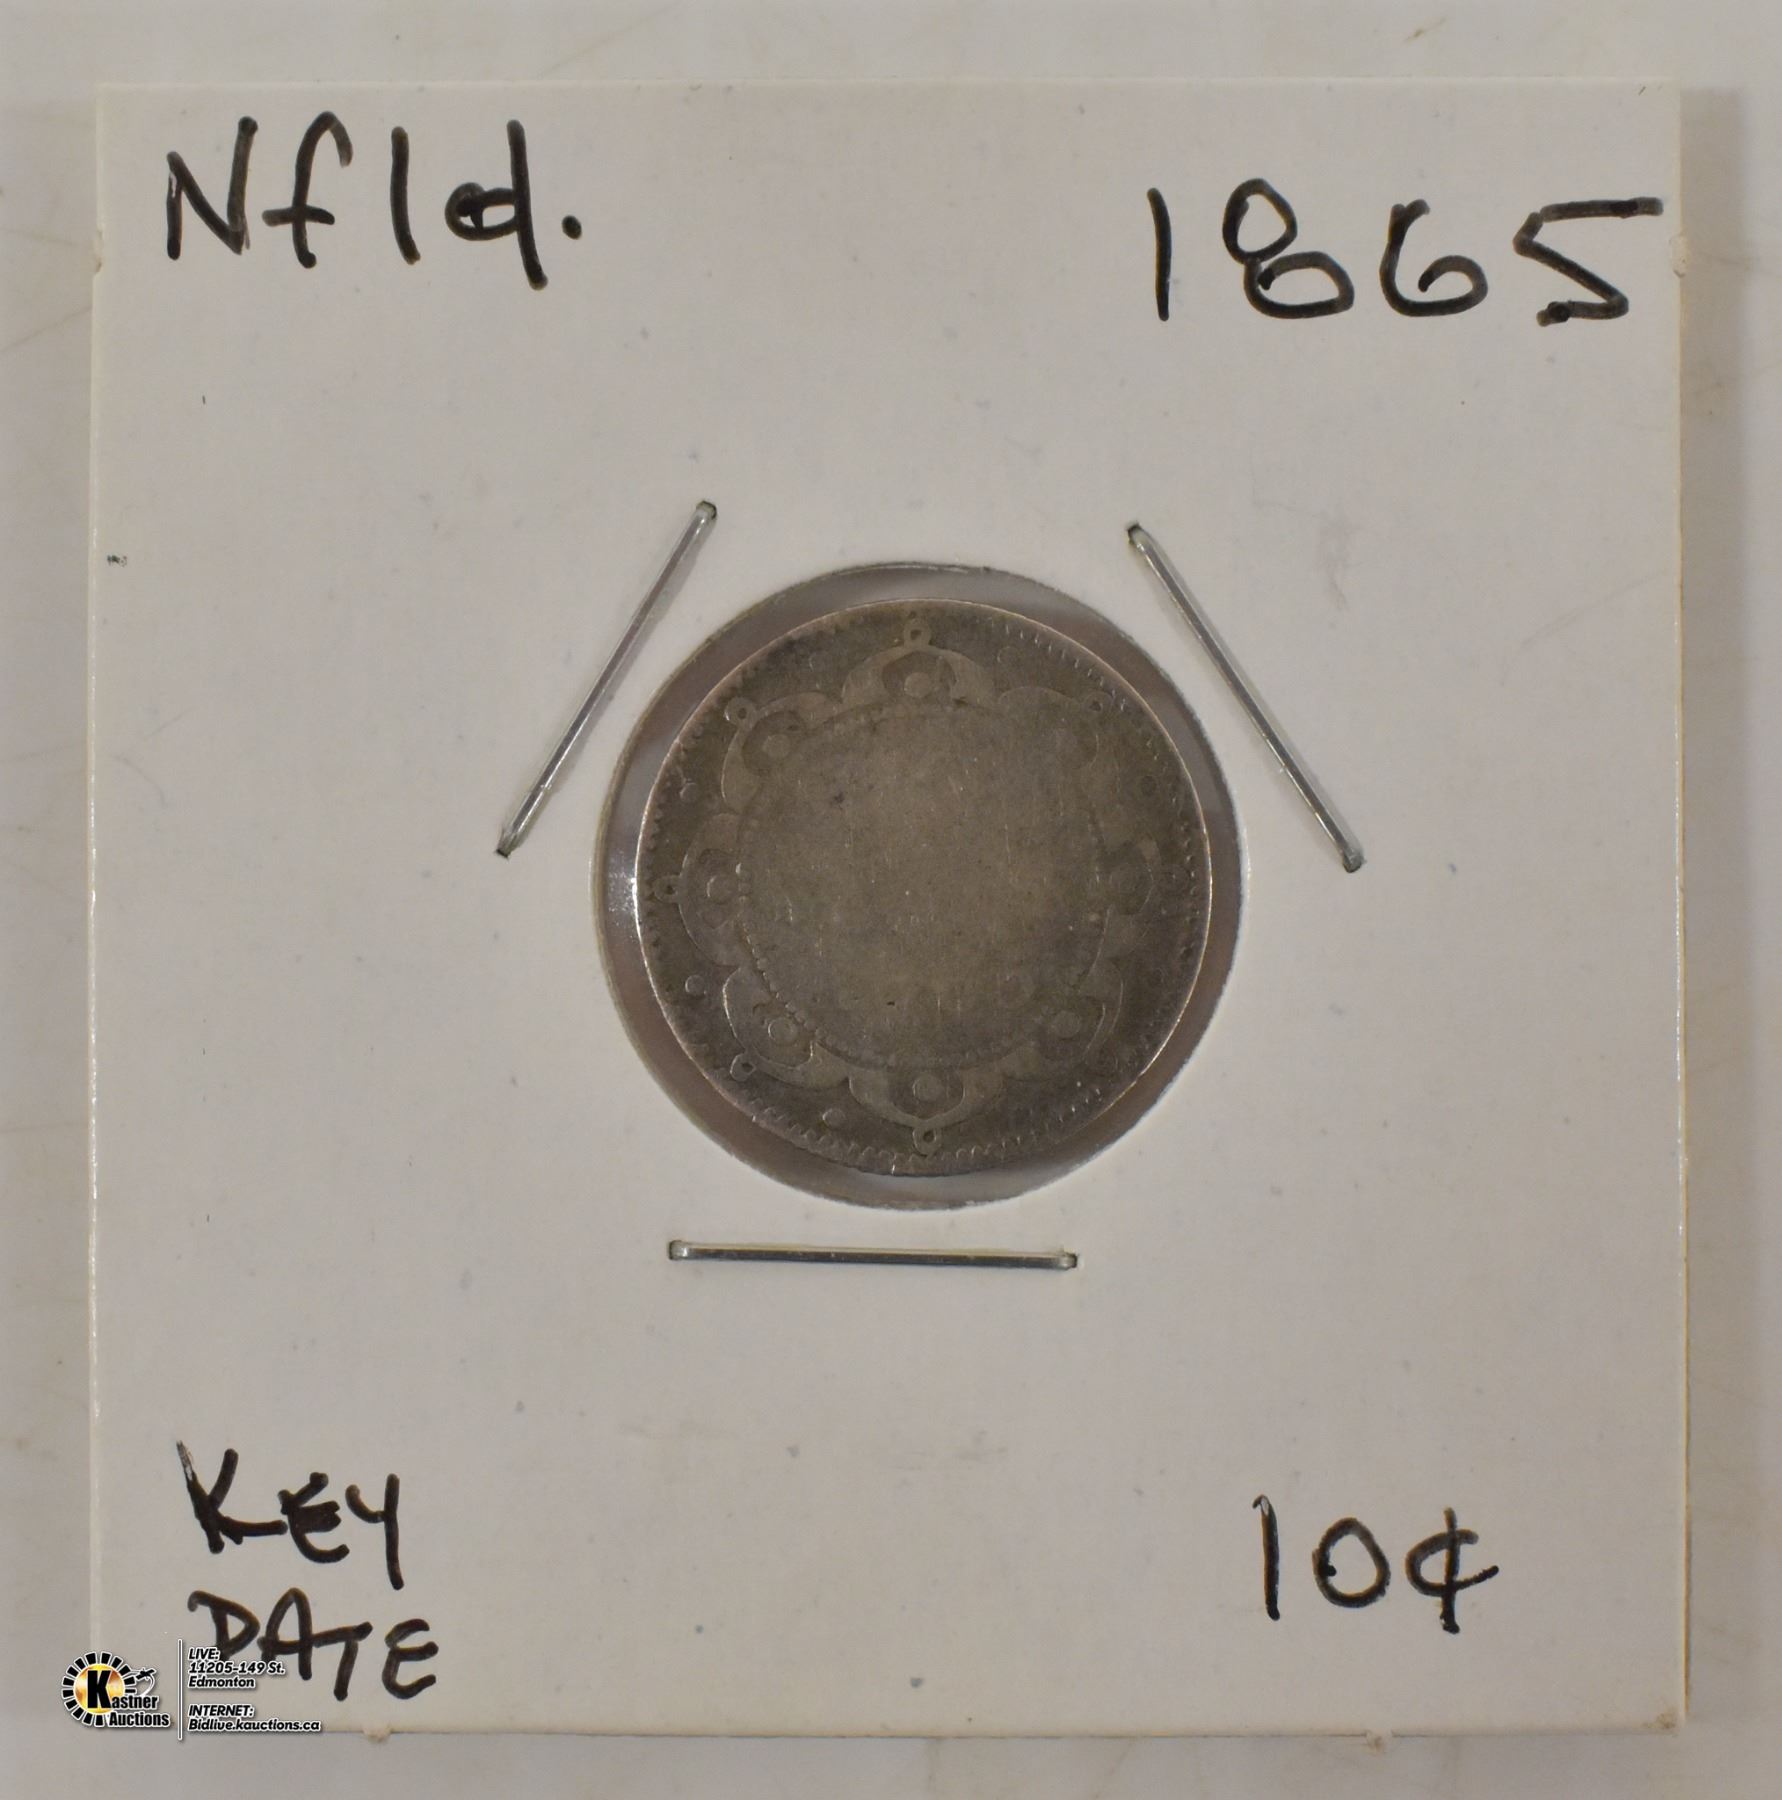 Nfld. 1865
KEY
DATE
10¢
Kastner
Auctions
LIVE:
11205-149 St.
Edmonton
INTERNET:
Bidlive.kauctions.ca